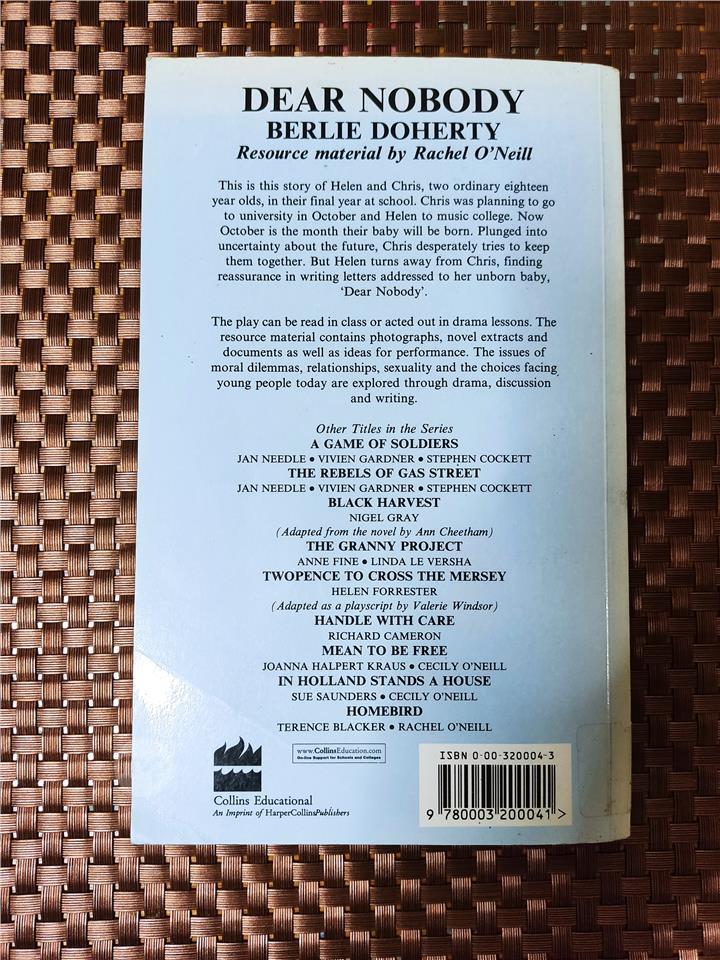 DEAR NOBODY
BERLIE DOHERTY
Resource material by Rachel O'Neill
This is this story of Helen and Chris, two ordinary eighteen
year olds, in their final year at school. Chris was planning to go
to university in October and Helen to music college. Now
October is the month their baby will be born. Plunged into
uncertainty about the future, Chris desperately tries to keep
them together. But Helen turns away from Chris, finding
reassurance in writing letters addressed to her unborn baby,
'Dear Nobody'.
The play can be read in class or acted out in drama lessons. The
resource material contains photographs, novel extracts and
documents as well as ideas for performance. The issues of
moral dilemmas, relationships, sexuality and the choices facing
young people today are explored through drama, discussion
and writing.
Other Titles in the Series
A GAME OF SOLDIERS
JAN NEEDLE • VIVIEN GARDNER • STEPHEN COCKETT
THE REBELS OF GAS STREET
JAN NEEDLE • VIVIEN GARDNER • STEPHEN COCKETT
BLACK HARVEST
NIGEL GRAY
(Adapted from the novel by Ann Cheetham)
THE GRANNY PROJECT
ANNE FINE • LINDA LE VERSHA
TWOPENCE TO CROSS THE MERSEY
HELEN FORRESTER
(Adapted as a playscript by Valerie Windsor)
HANDLE WITH CARE
RICHARD CAMERON
MEAN TO BE FREE
JOANNA HALPERT KRAUS • CECILY O'NEILL
IN HOLLAND STANDS A HOUSE
SUE SAUNDERS • CECILY O'NEILL
HOMEBIRD
TERENCE BLACKER • RACHEL O'NEILL
www.CollinsEducation.com
On-line Support for Schools and Colleges
Collins Educational
An Imprint of HarperCollinsPublishers
ISBN 0-00-320004-3
9 780003 200041 >